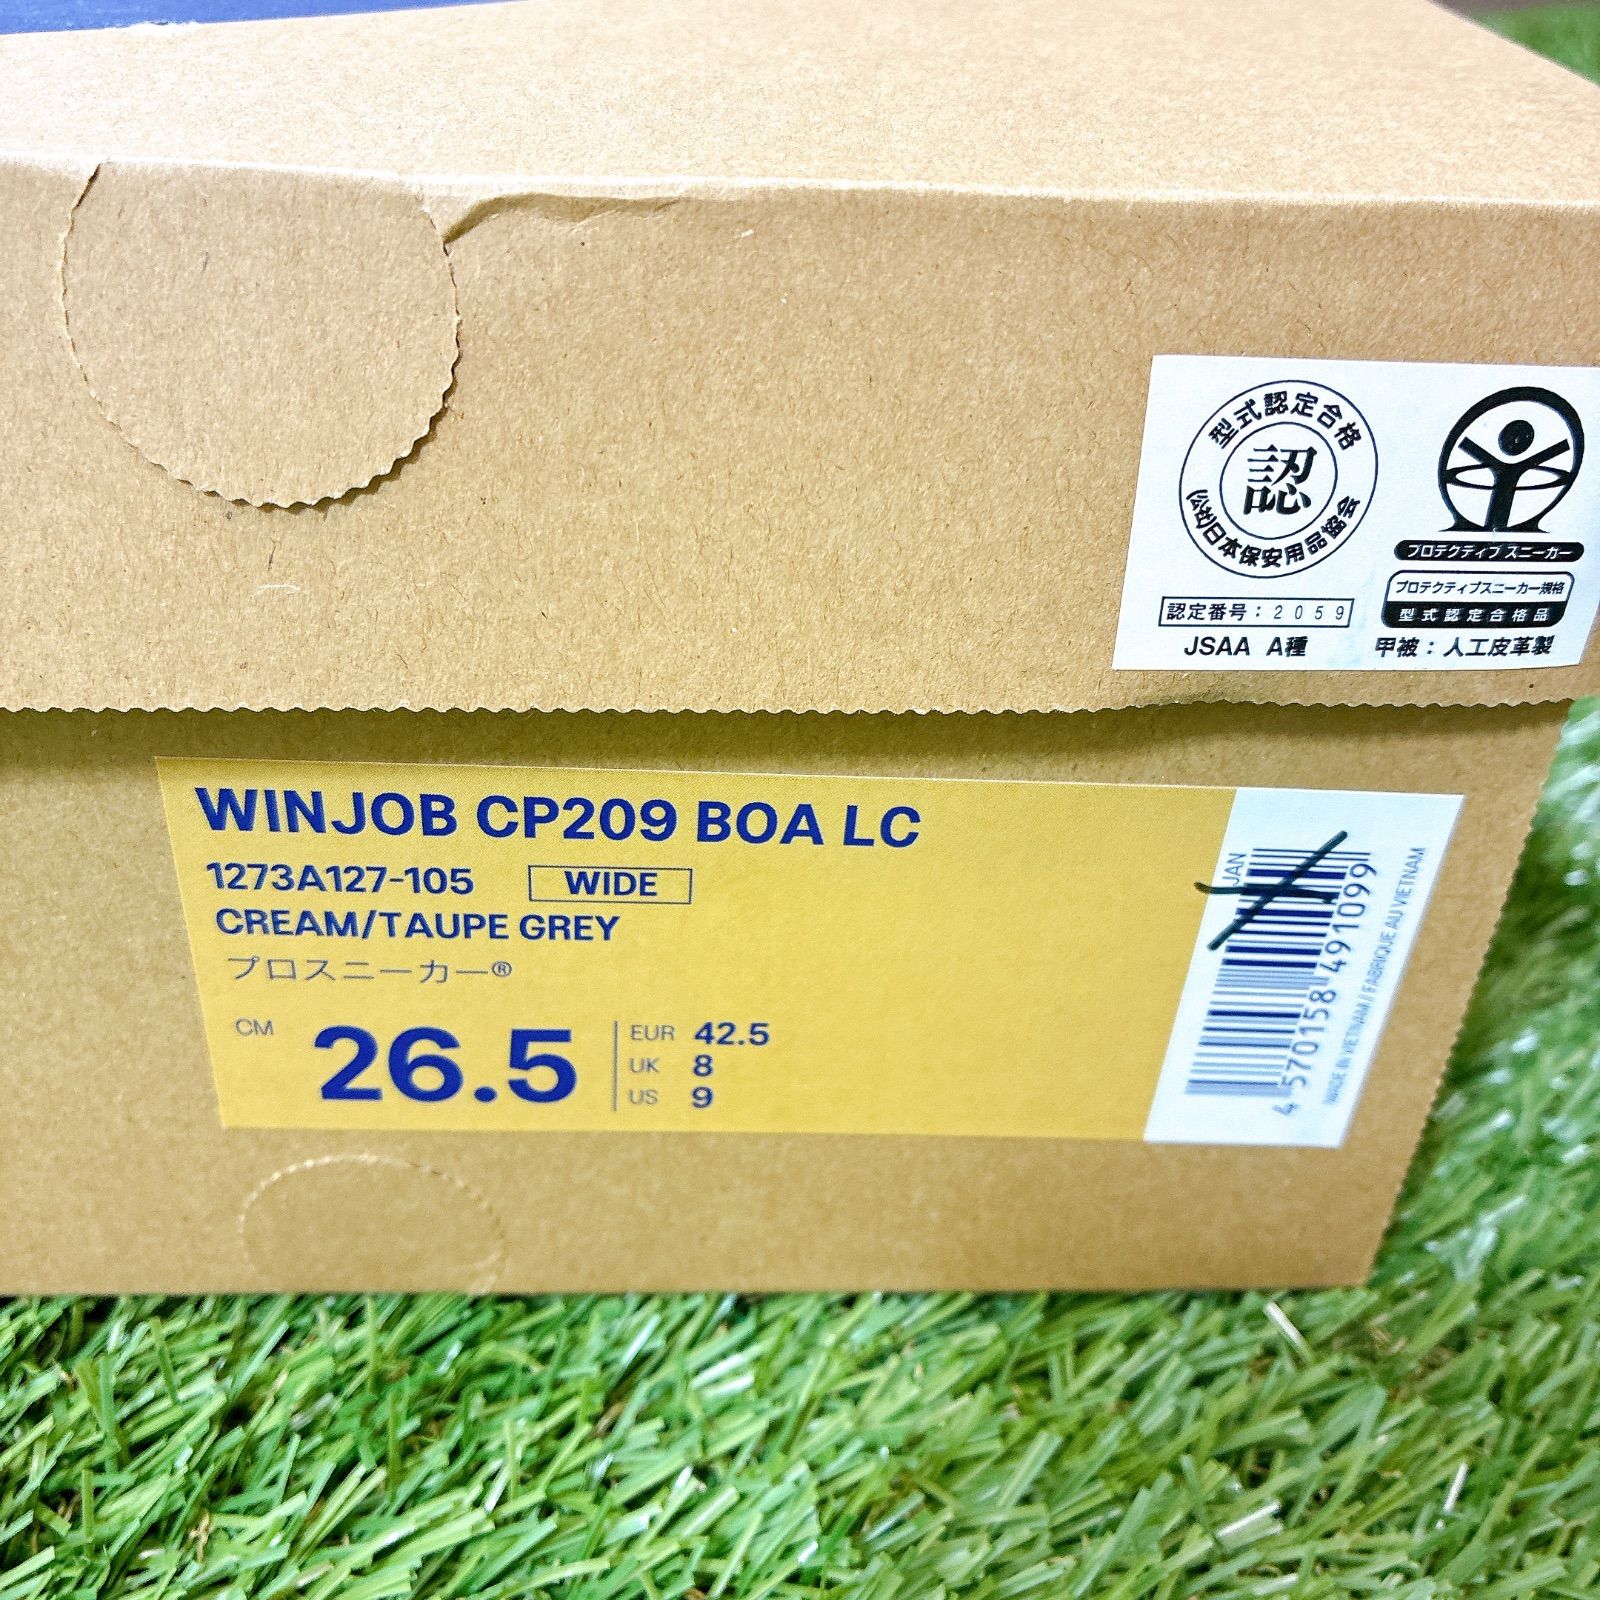 型式認定合格
認
(公社)日本保安用品協会
認定番号：2059
JSAA A種
プロテクティブ スニーカー
プロテクティブスニーカー規格
型式認定合格品
甲被：人工皮革製
WINJOB CP209 BOA LC
1273A127-105 WIDE
CREAM/TAUPE GREY
プロスニーカー®
CM 26.5
EUR 42.5
UK 8
US 9
JAN
4570158491099
MADE IN VIETNAM / FABRIQUE AU VIETNAM